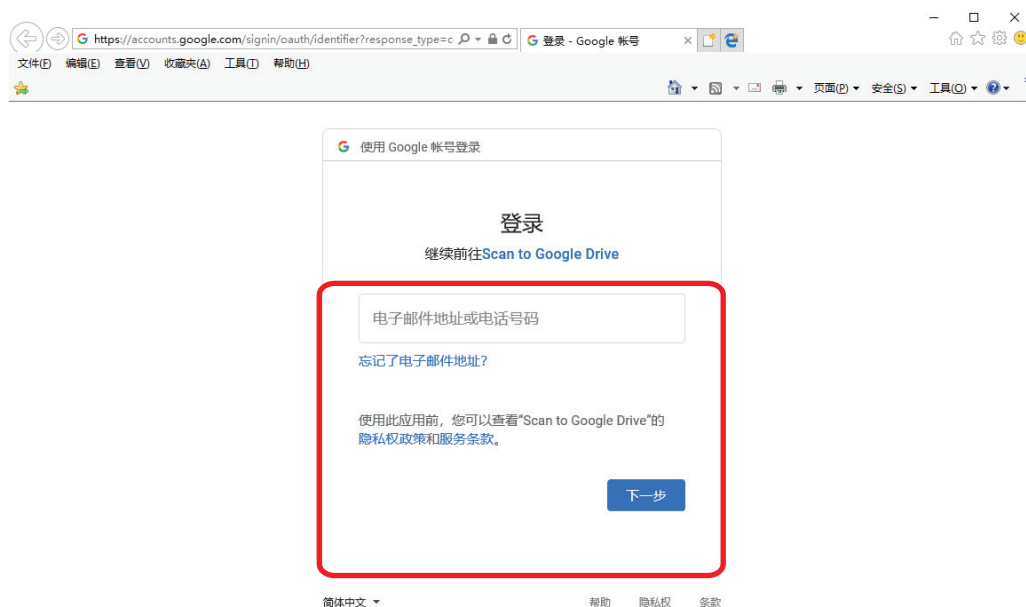 https://accounts.google.com/signin/oauth/identifier?response_type=c
登录 - Google 帐号
文件(F) 编辑(E) 查看(V) 收藏夹(A) 工具(T) 帮助(H)
页面(P) 安全(S) 工具(O)
使用 Google 帐号登录
登录
继续前往Scan to Google Drive
电子邮件地址或电话号码
忘记了电子邮件地址?
使用此应用前，您可以查看“Scan to Google Drive”的
隐私权政策和服务条款。
下一步
简体中文 帮助 隐私权 条款